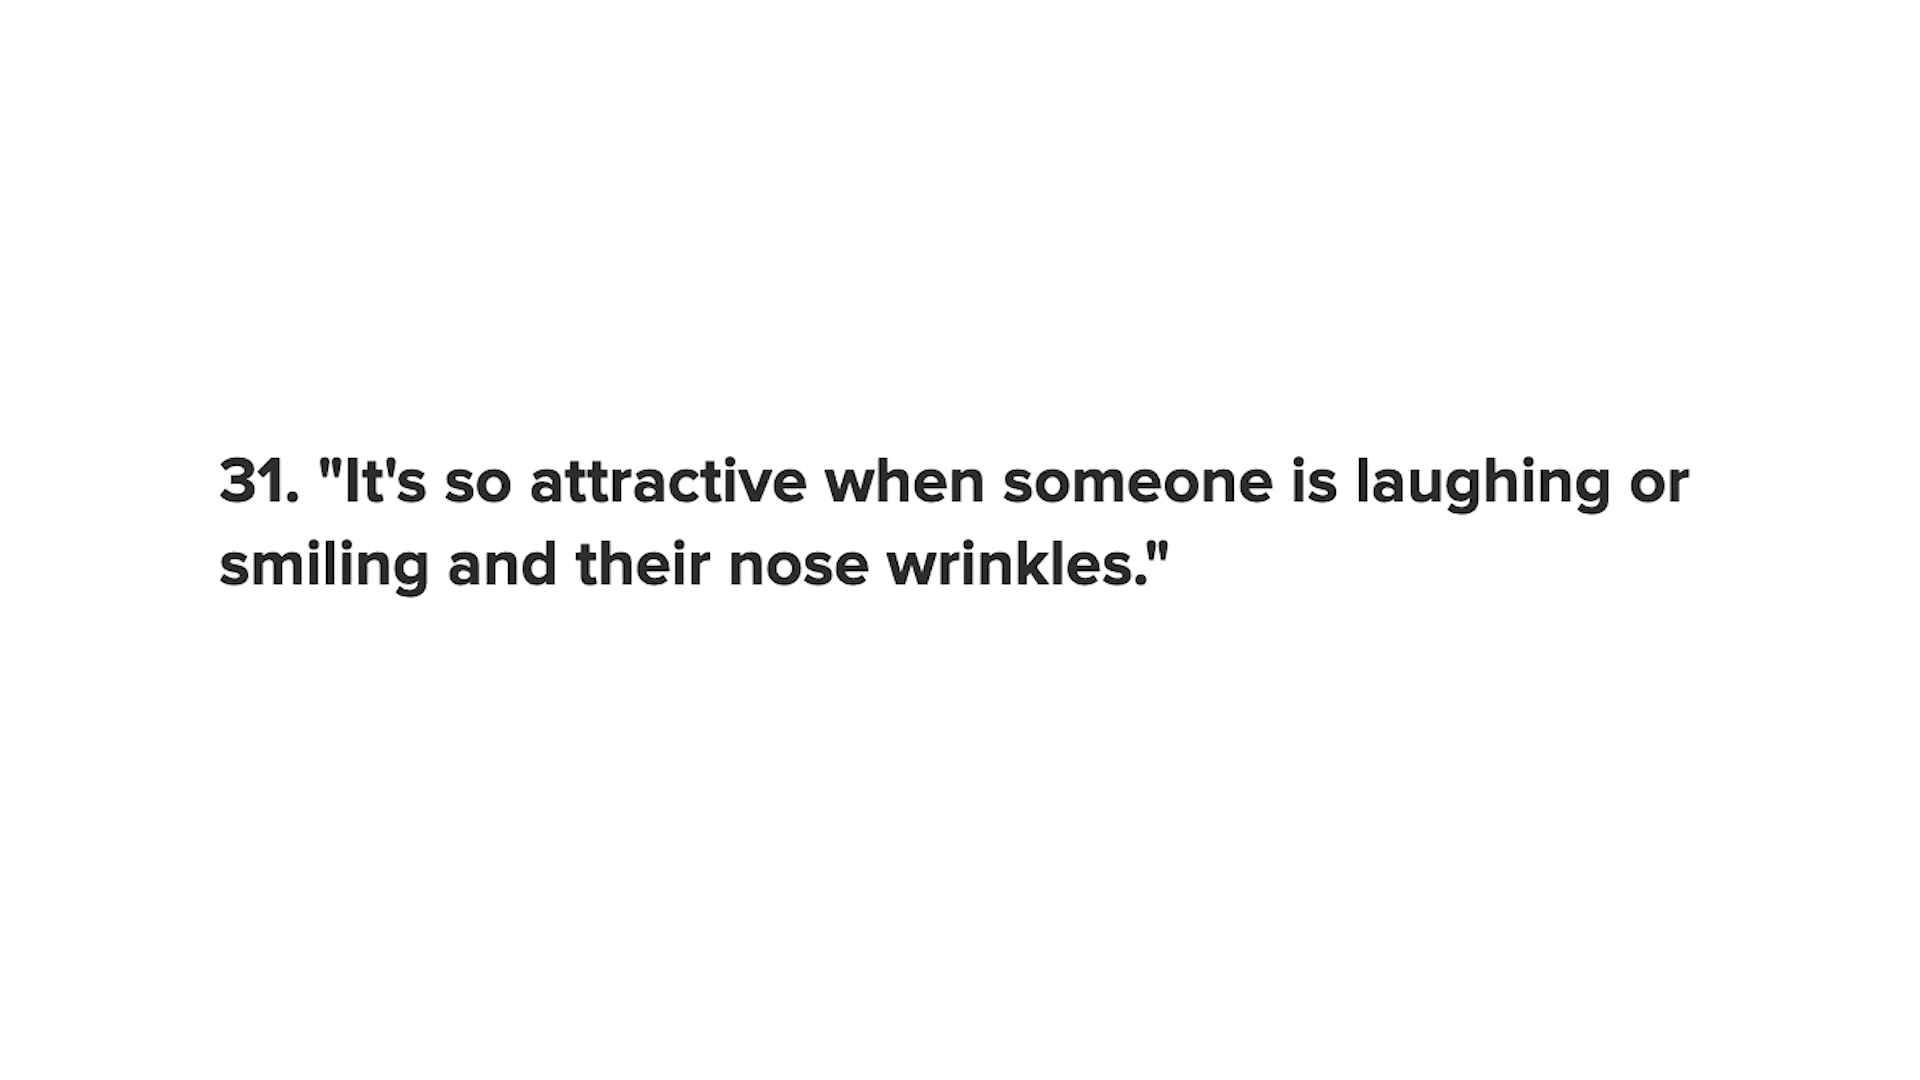 31. "It's so attractive when someone is laughing or
smiling and their nose wrinkles."